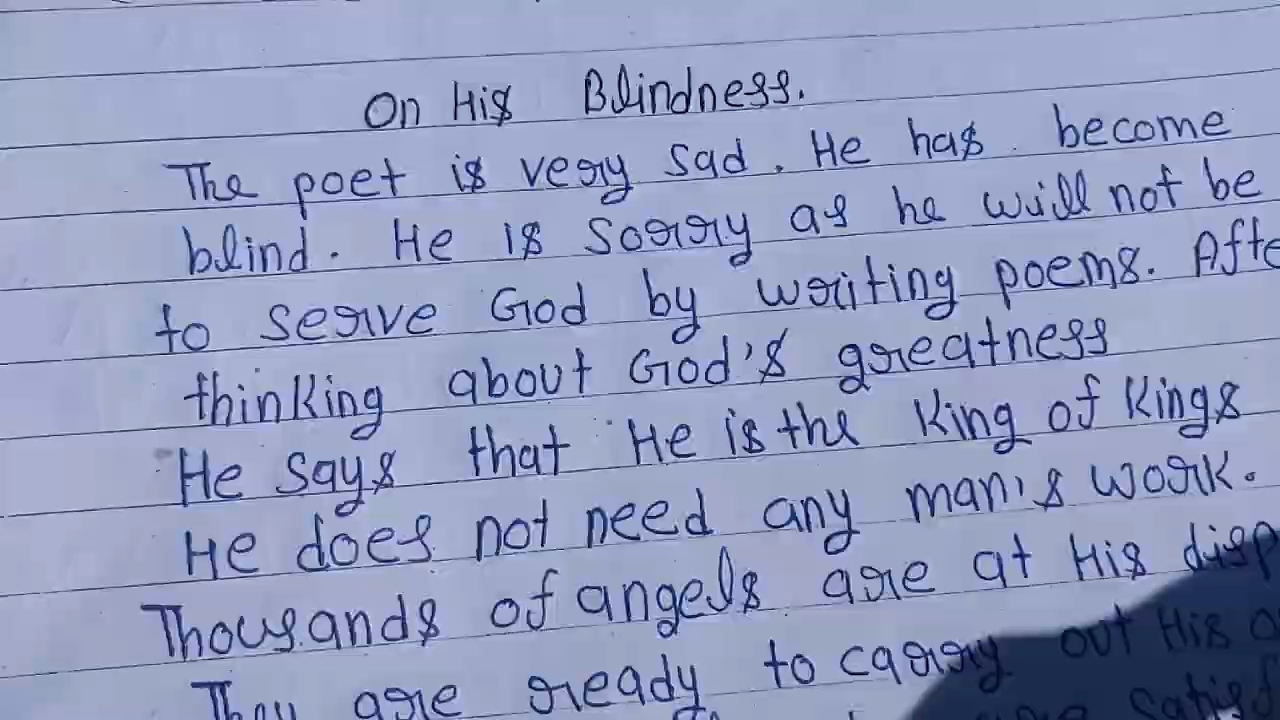 On His Blindness.
The poet is very sad. He has become
blind. He is sorry as he will not be
to serve God by writing poems. Afte
thinking about God's greatness
He says that He is the King of Kings
He does not need any man's work.
Thousands of angels are at His disp
They are ready to carry out His o